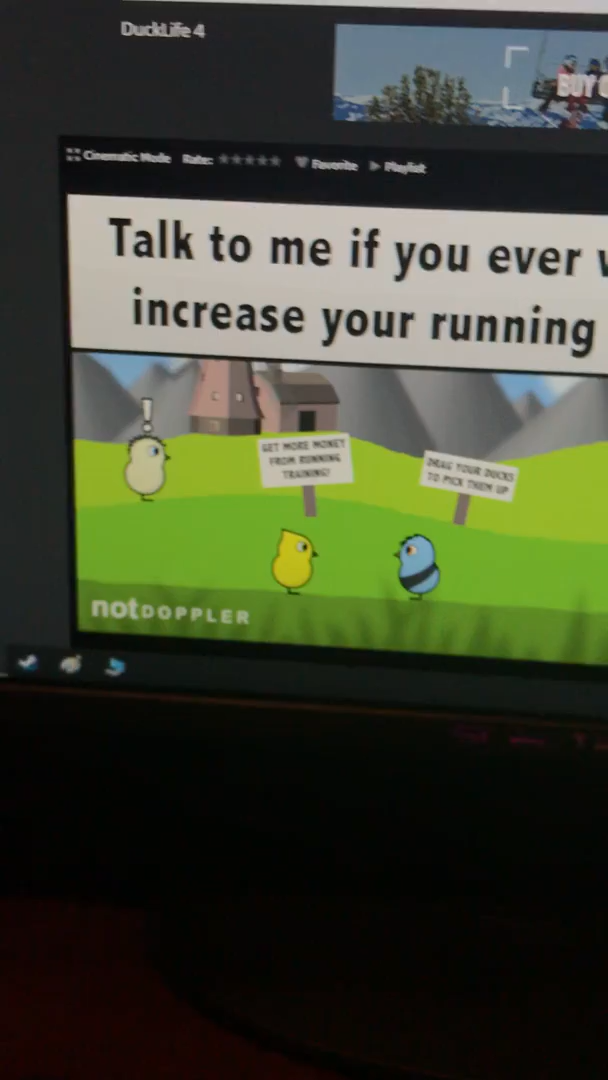 DuckLife 4
BUY
Cinematic Mode Rate: Favorite Playlist
Talk to me if you ever
increase your running
GET MORE MONEY
FROM RUNNING
TRAINING!
DRAG YOUR DUCKS
TO PICK THEM UP
notDOPPLER